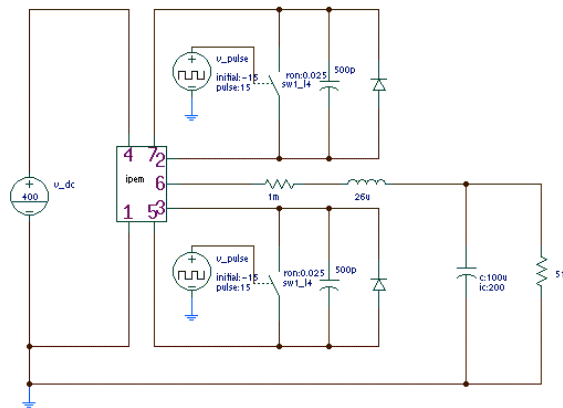 v_pulse
initial:-15
pulse:15
ron:0.025
sw1_l4
500p
4
7
2
ipem
6
3
1
5
v_dc
400
1m
26u
v_pulse
initial:-15
pulse:15
ron:0.025
sw1_l4
500p
c:100u
ic:200